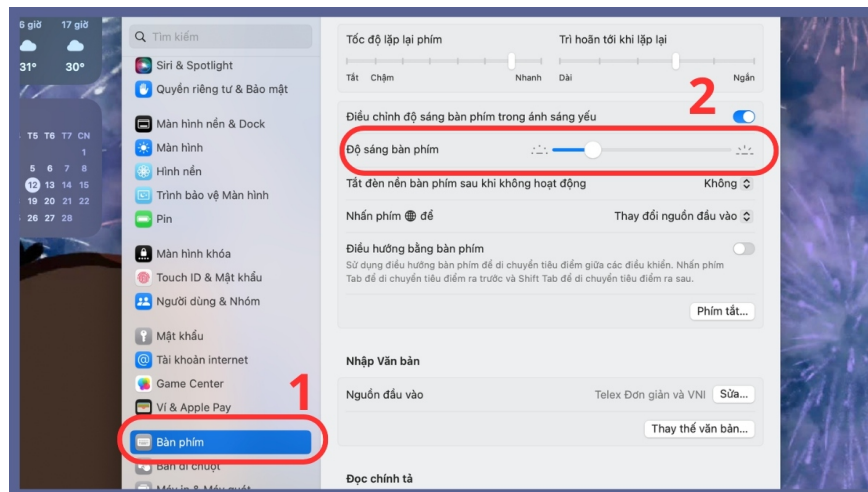 6 giờ 17 giờ
31° 30°
T5 T6 T7 CN
1
5 6 7 8
12 13 14 15
19 20 21 22
26 27 28
Tìm kiếm
Siri & Spotlight
Quyền riêng tư & Bảo mật
Màn hình nền & Dock
Màn hình
Hình nền
Trình bảo vệ Màn hình
Pin
Màn hình khóa
Touch ID & Mật khẩu
Người dùng & Nhóm
Mật khẩu
Tài khoản internet
Game Center
Ví & Apple Pay
1
Bàn phím
Bàn di chuột
Máy in & Máy quét
Tốc độ lặp lại phím Trì hoãn tới khi lặp lại
Tắt Chậm Nhanh Dài Ngắn
2
Điều chỉnh độ sáng bàn phím trong ánh sáng yếu
Độ sáng bàn phím
Tắt đèn nền bàn phím sau khi không hoạt động Không
Nhấn phím để Thay đổi nguồn đầu vào
Điều hướng bằng bàn phím
Sử dụng điều hướng bàn phím để di chuyển tiêu điểm giữa các điều khiển. Nhấn phím
Tab để di chuyển tiêu điểm ra trước và Shift Tab để di chuyển tiêu điểm ra sau.
Phím tắt...
Nhập Văn bản
Nguồn đầu vào Telex Đơn giản và VNI Sửa...
Thay thế văn bản...
Đọc chính tả